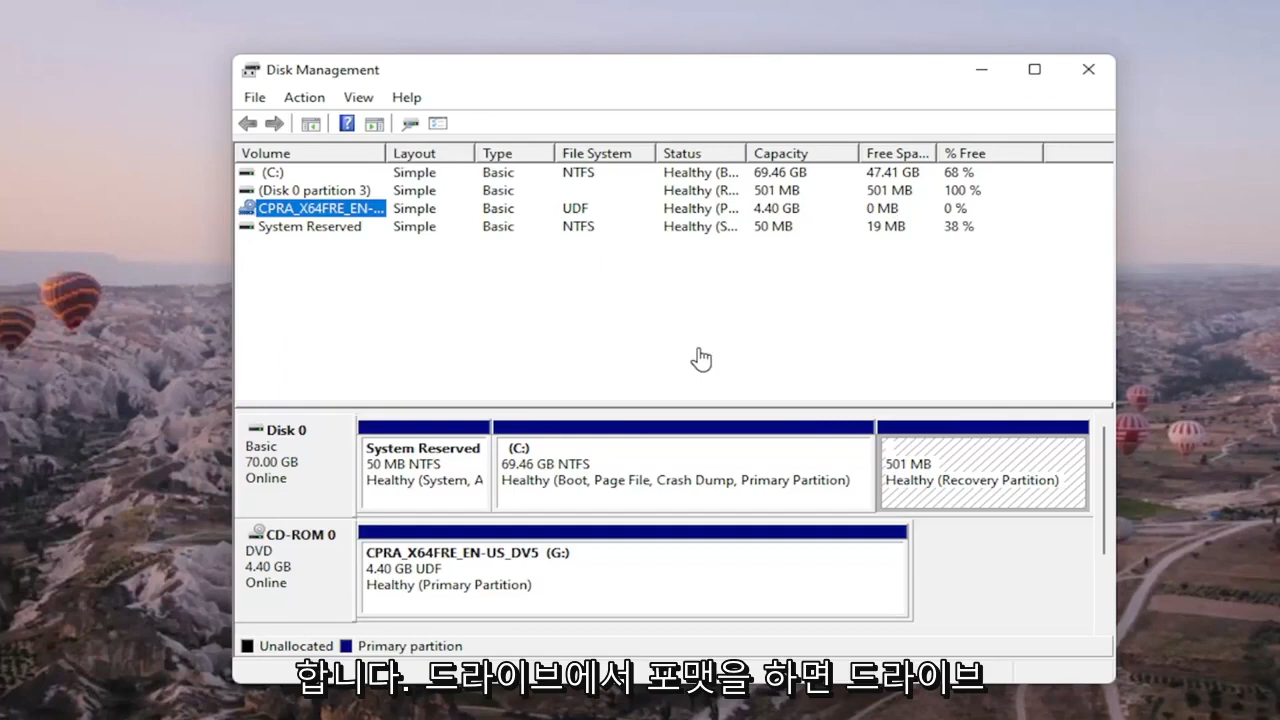 Disk Management
File Action View Help
Volume Layout Type File System Status Capacity Free Spa... % Free
(C:) Simple Basic NTFS Healthy (B... 69.46 GB 47.41 GB 68 %
(Disk 0 partition 3) Simple Basic Healthy (R... 501 MB 501 MB 100 %
CPRA_X64FRE_EN-... Simple Basic UDF Healthy (P... 4.40 GB 0 MB 0 %
System Reserved Simple Basic NTFS Healthy (S... 50 MB 19 MB 38 %
Disk 0
Basic
70.00 GB
Online
System Reserved
50 MB NTFS
Healthy (System, A
(C:)
69.46 GB NTFS
Healthy (Boot, Page File, Crash Dump, Primary Partition)
501 MB
Healthy (Recovery Partition)
CD-ROM 0
DVD
4.40 GB
Online
CPRA_X64FRE_EN-US_DV5 (G:)
4.40 GB UDF
Healthy (Primary Partition)
Unallocated Primary partition
합니다. 드라이브에서 포맷을 하면 드라이브